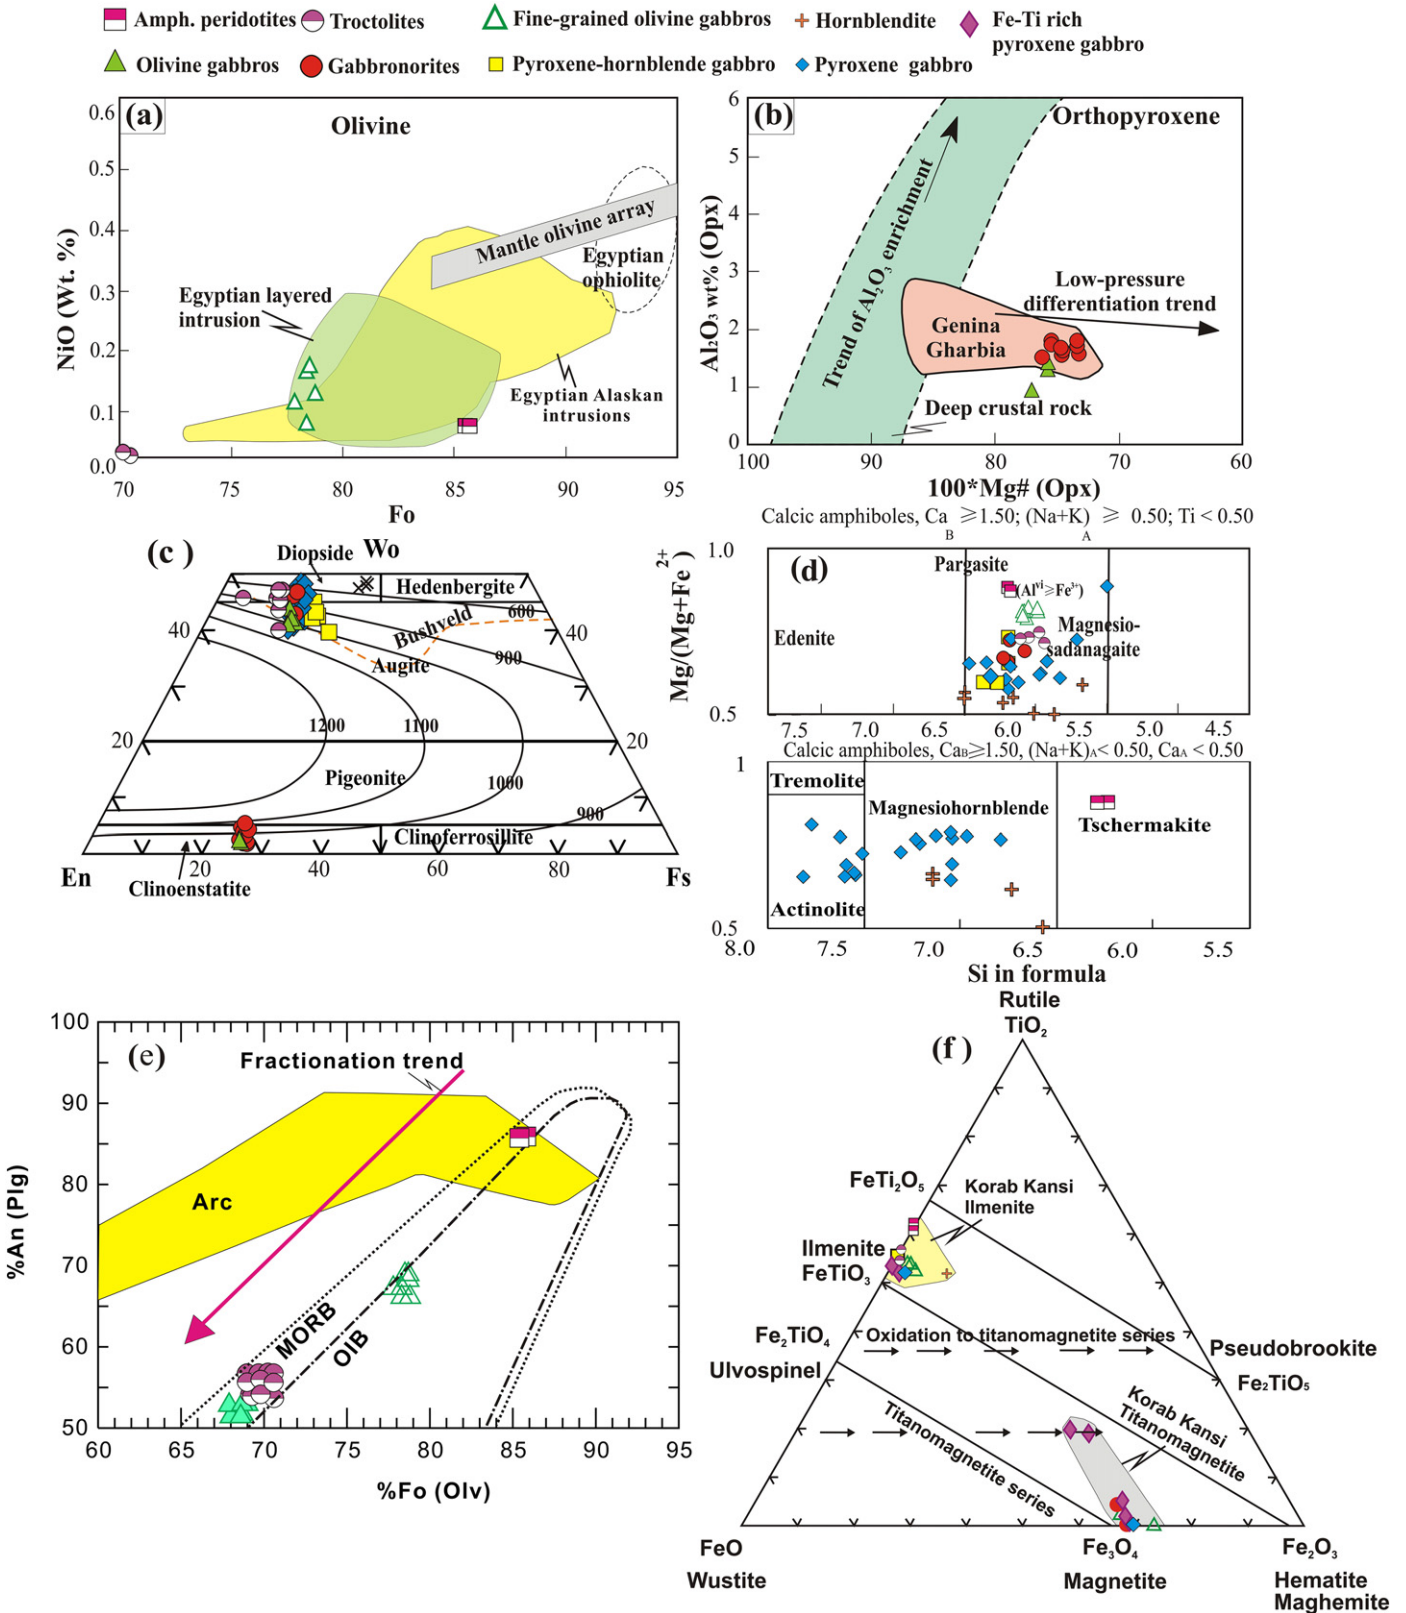 Amph. peridotites
Troctolites
Fine-grained olivine gabbros
Hornblendite
Fe-Ti rich
pyroxene gabbro
Olivine gabbros
Gabbronorites
Pyroxene-hornblende gabbro
Pyroxene gabbro
(a)
Olivine
0.6
0.5
0.4
0.3
0.2
0.1
0.0
NiO (Wt. %)
Mantle olivine array
Egyptian
ophiolite
Egyptian layered
intrusion
Egyptian Alaskan
intrusions
70
75
80
85
90
95
Fo
(b)
Orthopyroxene
6
5
4
3
2
1
0
Al₂O₃ wt% (Opx)
Trend of Al₂O₃ enrichment
Low-pressure
differentiation trend
Genina
Gharbia
Deep crustal rock
100
90
80
70
60
100*Mg# (Opx)
(c)
Diopside
Wo
Hedenbergite
Bushveld
600
40
40
Augite
900
1200
1100
20
20
Pigeonite
1000
900
Clinoferrosillite
En
20
40
60
80
Fs
Clinoenstatite
Calcic amphiboles, Ca_B ≥1.50; (Na+K)_A ≥ 0.50; Ti < 0.50
(d)
1.0
0.5
Mg/(Mg+Fe²⁺
Pargasite
(Alᵛⁱ≥Fe³⁺)
Edenite
Magnesio-
sadanagaite
7.5
7.0
6.5
6.0
5.5
5.0
4.5
Calcic amphiboles, Ca_B≥1.50, (Na+K)_A< 0.50, Ca_A < 0.50
1
0.5
Tremolite
Magnesiohornblende
Tschermakite
Actinolite
8.0
7.5
7.0
6.5
6.0
5.5
Si in formula
(e)
100
90
80
70
60
50
%An (Plg)
Fractionation trend
Arc
MORB
OIB
60
65
70
75
80
85
90
95
%Fo (Olv)
Rutile
TiO₂
(f )
FeTi₂O₅
Korab Kansi
Ilmenite
Ilmenite
FeTiO₃
Fe₂TiO₄
Ulvospinel
Oxidation to titanomagnetite series
Pseudobrookite
Fe₂TiO₅
Korab Kansi
Titanomagnetite
Titanomagnetite series
FeO
Wustite
Fe₃O₄
Magnetite
Fe₂O₃
Hematite
Maghemite